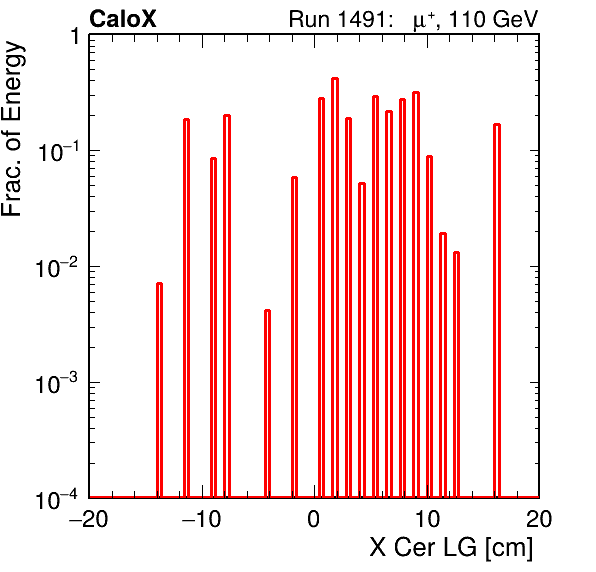 CaloX Run 1491: μ⁺, 110 GeV
Frac. of Energy
1
10⁻¹
10⁻²
10⁻³
10⁻⁴
−20 −10 0 10 20
X Cer LG [cm]